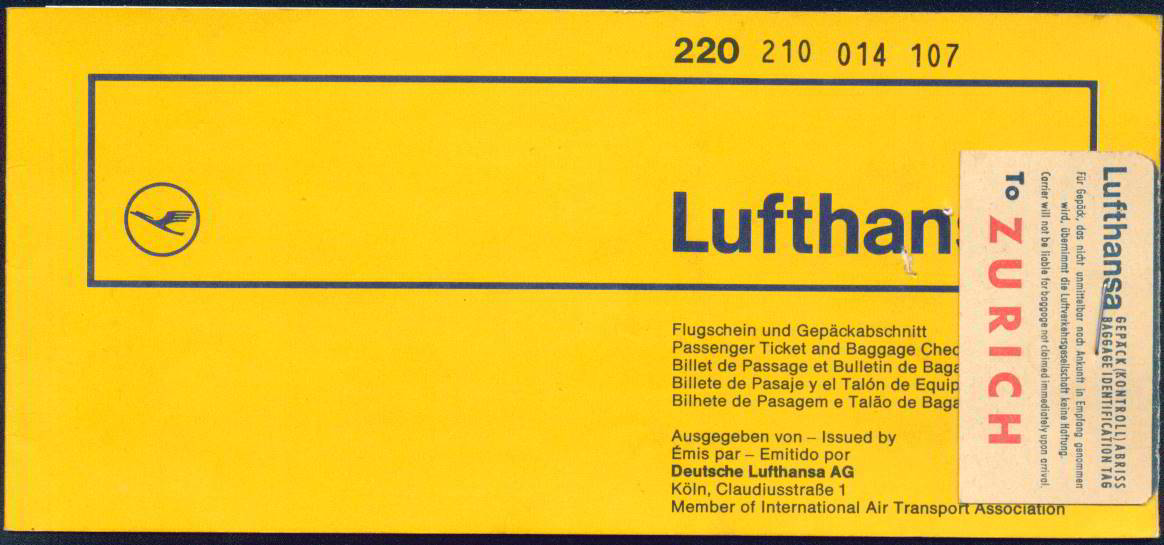 220 210 014 107
Lufthans
Flugschein und Gepäckabschnitt
Passenger Ticket and Baggage Chec
Billet de Passage et Bulletin de Baga
Billete de Pasaje y el Talón de Equip
Bilhete de Pasagem e Talão de Baga
Ausgegeben von – Issued by
Émis par – Emitido por
Deutsche Lufthansa AG
Köln, Claudiusstraße 1
Member of International Air Transport Association
Lufthansa
GEPÄCK (KONTROLL) ABRISS
BAGGAGE IDENTIFICATION TAG
Für Gepäck, das nicht unmittelbar nach Ankunft in Empfang genommen
wird, übernimmt die Luftverkehrsgesellschaft keine Haftung.
Carrier will not be liable for baggage not claimed immediately upon arrival.
To ZURICH